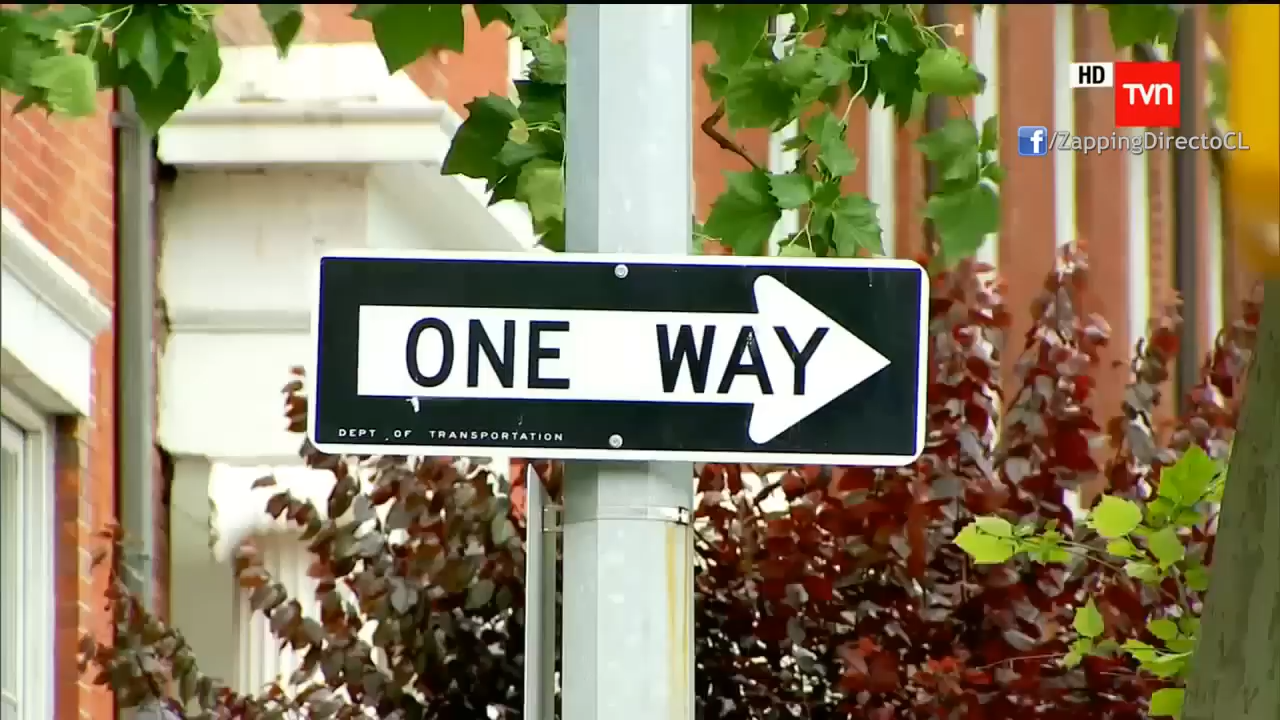 HD
TVN
f/ZappingDirectoCL
ONE WAY
DEPT. OF TRANSPORTATION